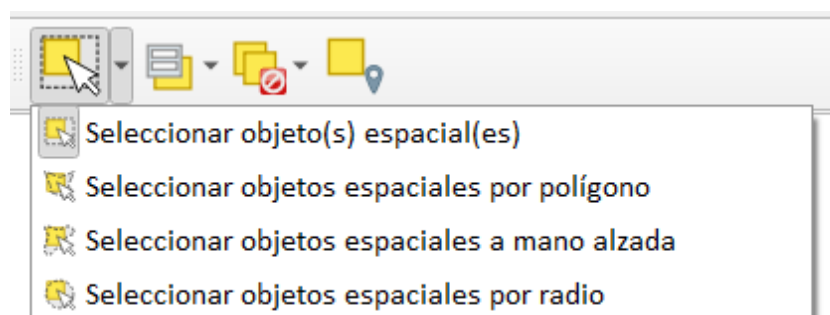 Seleccionar objeto(s) espacial(es)
Seleccionar objetos espaciales por polígono
Seleccionar objetos espaciales a mano alzada
Seleccionar objetos espaciales por radio